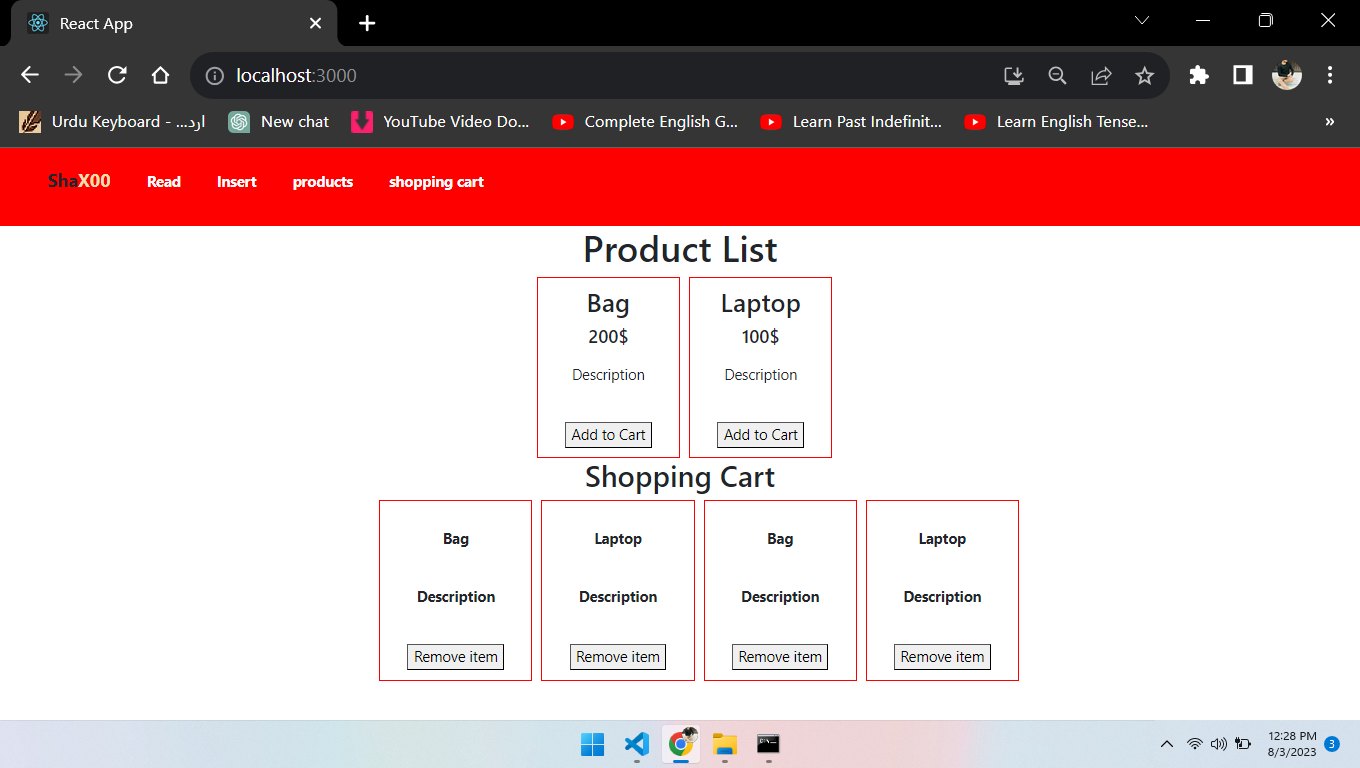 React App
localhost:3000
Urdu Keyboard - ...ارد
New chat
YouTube Video Do...
Complete English G...
Learn Past Indefinit...
Learn English Tense...
»
ShaX00 Read Insert products shopping cart
Product List
Bag
200$
Description
Add to Cart
Laptop
100$
Description
Add to Cart
Shopping Cart
Bag
Description
Remove item
Laptop
Description
Remove item
Bag
Description
Remove item
Laptop
Description
Remove item
12:28 PM
8/3/2023
3